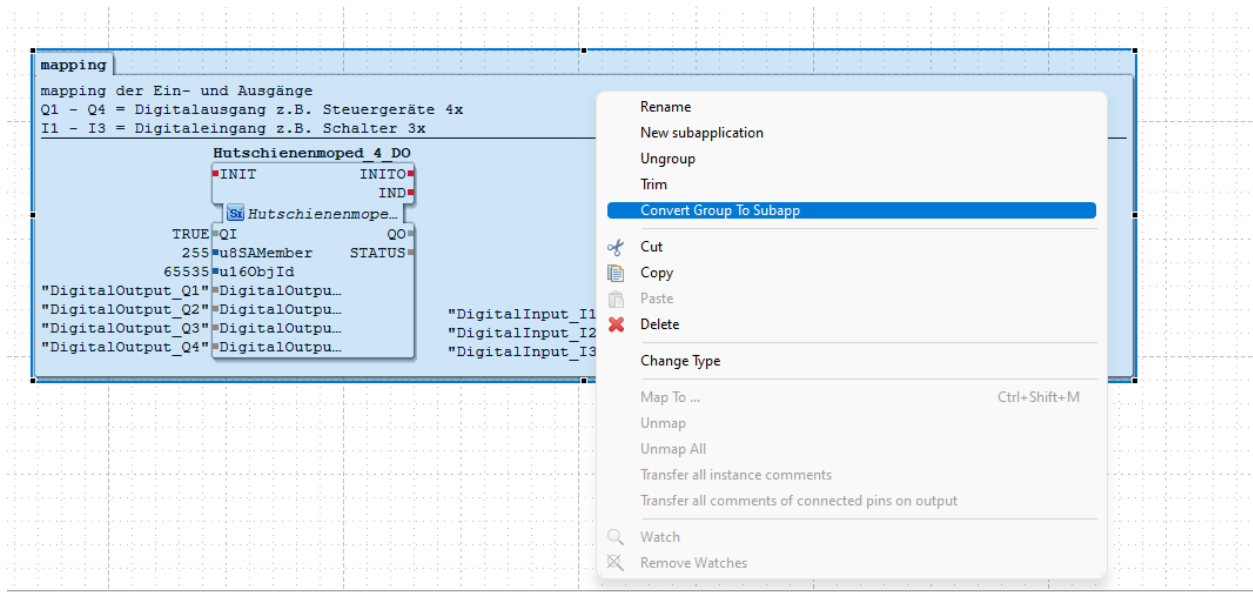 mapping
mapping der Ein- und Ausgänge
Q1 - Q4 = Digitalausgang z.B. Steuergeräte 4x
I1 - I3 = Digitaleingang z.B. Schalter 3x
Hutschienenmoped_4_DO
INIT INITO
IND
SI Hutschienenmope…
TRUE QI QO
255 u8SAMember STATUS
65535 u16ObjId
"DigitalOutput_Q1" DigitalOutpu…
"DigitalOutput_Q2" DigitalOutpu…
"DigitalOutput_Q3" DigitalOutpu…
"DigitalOutput_Q4" DigitalOutpu…
"DigitalInput_I1
"DigitalInput_I2
"DigitalInput_I3
Rename
New subapplication
Ungroup
Trim
Convert Group To Subapp
Cut
Copy
Paste
Delete
Change Type
Map To ... Ctrl+Shift+M
Unmap
Unmap All
Transfer all instance comments
Transfer all comments of connected pins on output
Watch
Remove Watches